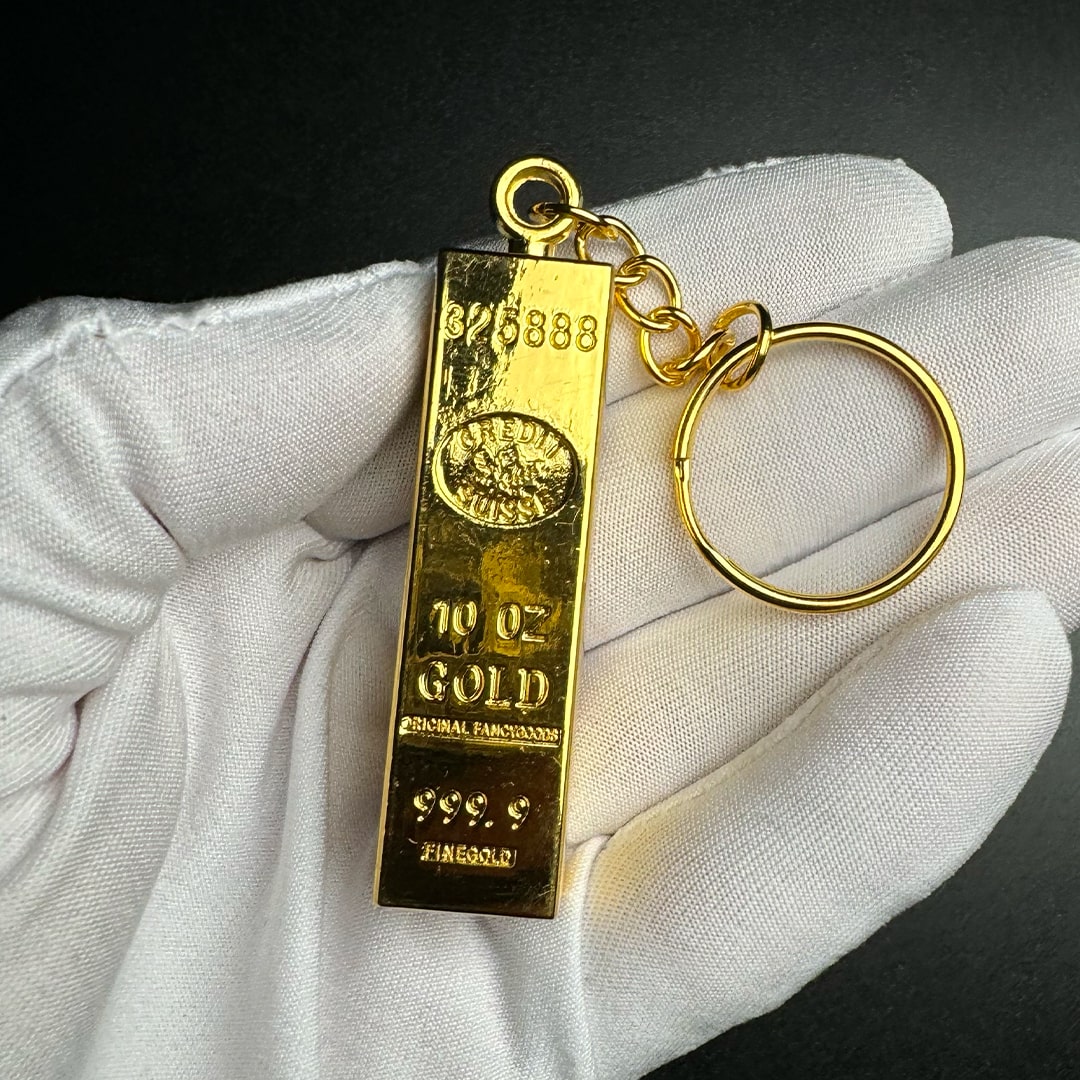 325888
CREDIT
SUISSE
10 OZ
GOLD
ORIGINAL FANCYGOODS
999.9
FINEGOLD